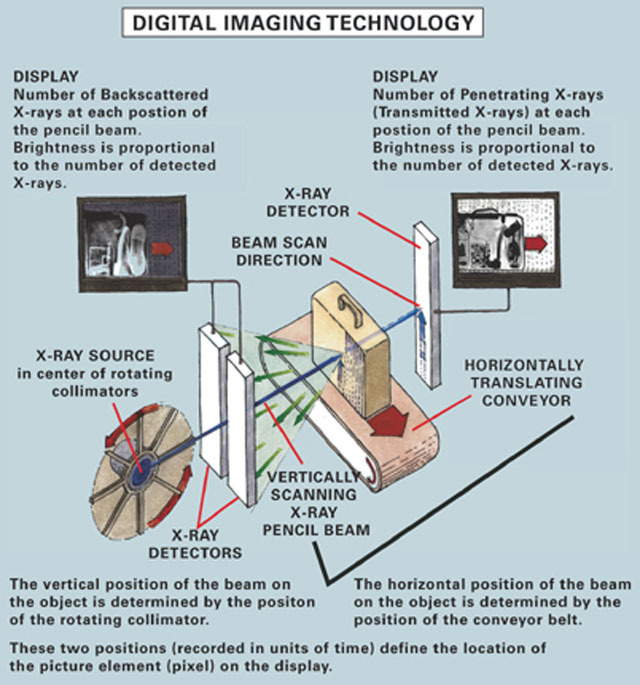 DIGITAL IMAGING TECHNOLOGY
DISPLAY
Number of Backscattered
X-rays at each postion of
the pencil beam.
Brightness is proportional
to the number of detected
X-rays.
DISPLAY
Number of Penetrating X-rays
(Transmitted X-rays) at each
postion of the pencil beam.
Brightness is proportional to
the number of detected X-rays.
X-RAY
DETECTOR
BEAM SCAN
DIRECTION
X-RAY SOURCE
in center of rotating
collimators
HORIZONTALLY
TRANSLATING
CONVEYOR
VERTICALLY
SCANNING
X-RAY
PENCIL BEAM
X-RAY
DETECTORS
The vertical position of the beam on
the object is determined by the positon
of the rotating collimator.
The horizontal position of the beam
on the object is determined by the
position of the conveyor belt.
These two positions (recorded in units of time) define the location of
the picture element (pixel) on the display.